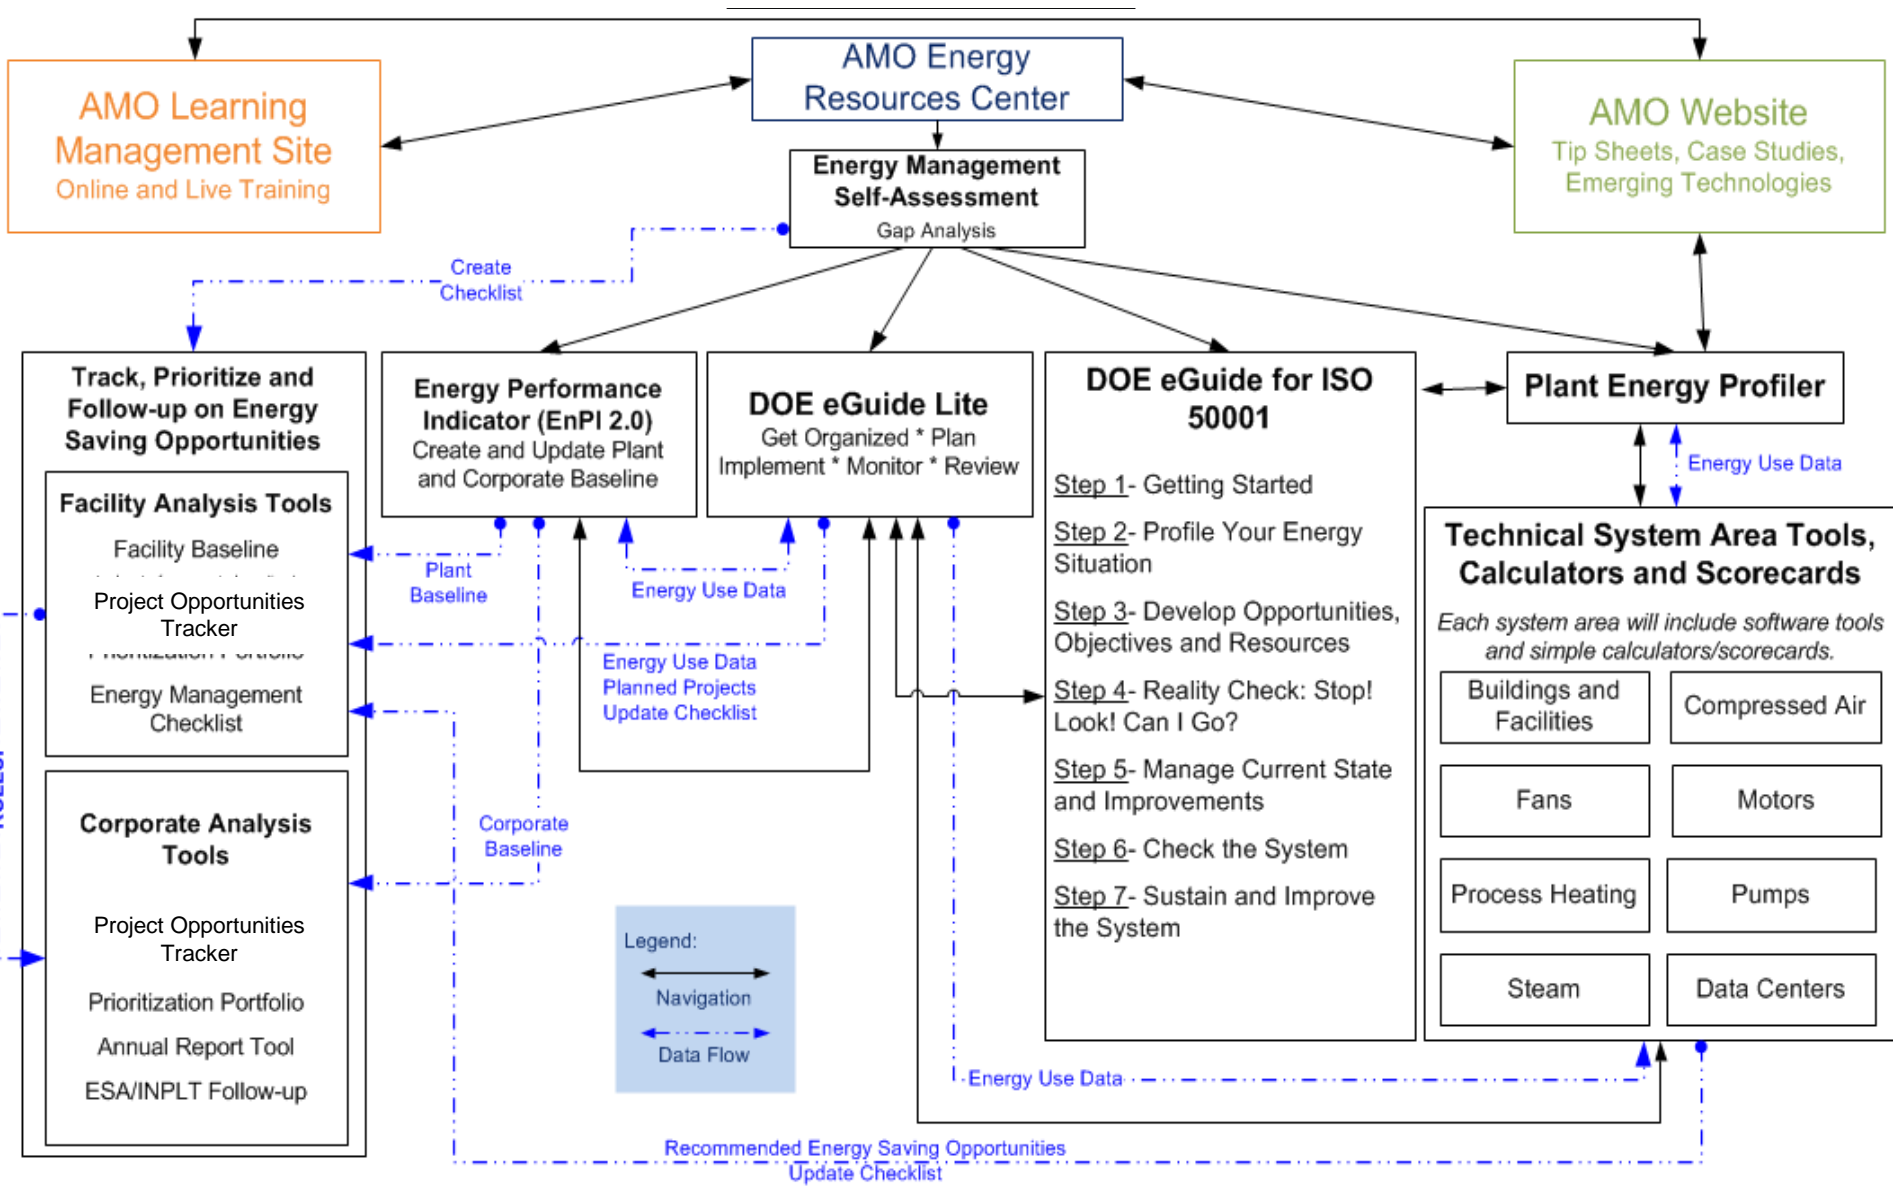 AMO Energy
Resources Center
AMO Learning
Management Site
Online and Live Training
AMO Website
Tip Sheets, Case Studies,
Emerging Technologies
Energy Management
Self-Assessment
Gap Analysis
Create
Checklist
Track, Prioritize and
Follow-up on Energy
Saving Opportunities
Facility Analysis Tools
Facility Baseline
Project Opportunities
Tracker
Prioritization Portfolio
Energy Management
Checklist
Corporate Analysis
Tools
Project Opportunities
Tracker
Prioritization Portfolio
Annual Report Tool
ESA/INPLT Follow-up
Energy Performance
Indicator (EnPI 2.0)
Create and Update Plant
and Corporate Baseline
Plant
Baseline
Corporate
Baseline
DOE eGuide Lite
Get Organized * Plan
Implement * Monitor * Review
Energy Use Data
Energy Use Data
Planned Projects
Update Checklist
Legend:
Navigation
Data Flow
DOE eGuide for ISO
50001
Step 1- Getting Started
Step 2- Profile Your Energy
Situation
Step 3- Develop Opportunities,
Objectives and Resources
Step 4- Reality Check: Stop!
Look! Can I Go?
Step 5- Manage Current State
and Improvements
Step 6- Check the System
Step 7- Sustain and Improve
the System
Plant Energy Profiler
Energy Use Data
Technical System Area Tools,
Calculators and Scorecards
Each system area will include software tools
and simple calculators/scorecards.
Buildings and
Facilities
Compressed Air
Fans
Motors
Process Heating
Pumps
Steam
Data Centers
Energy Use Data
Recommended Energy Saving Opportunities
Update Checklist